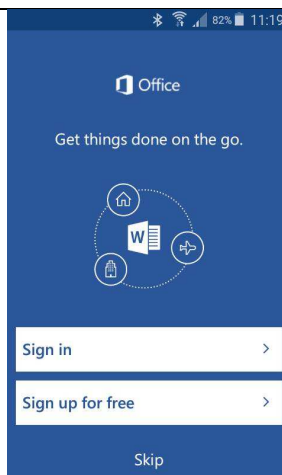 82% 11:19
Office
Get things done on the go.
W
Sign in
Sign up for free
Skip